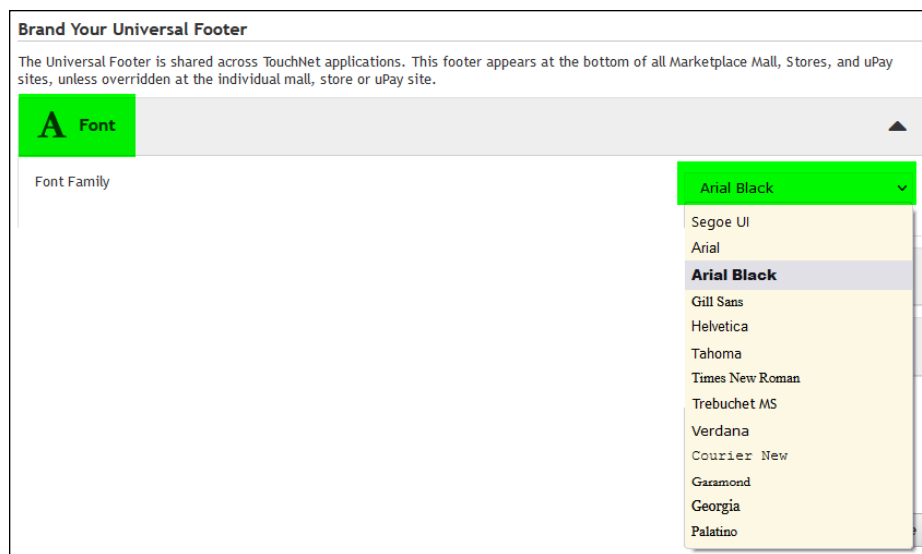 Brand Your Universal Footer
The Universal Footer is shared across TouchNet applications. This footer appears at the bottom of all Marketplace Mall, Stores, and uPay
sites, unless overridden at the individual mall, store or uPay site.
A Font
Font Family
Arial Black
Segoe UI
Arial
Arial Black
Gill Sans
Helvetica
Tahoma
Times New Roman
Trebuchet MS
Verdana
Courier New
Garamond
Georgia
Palatino